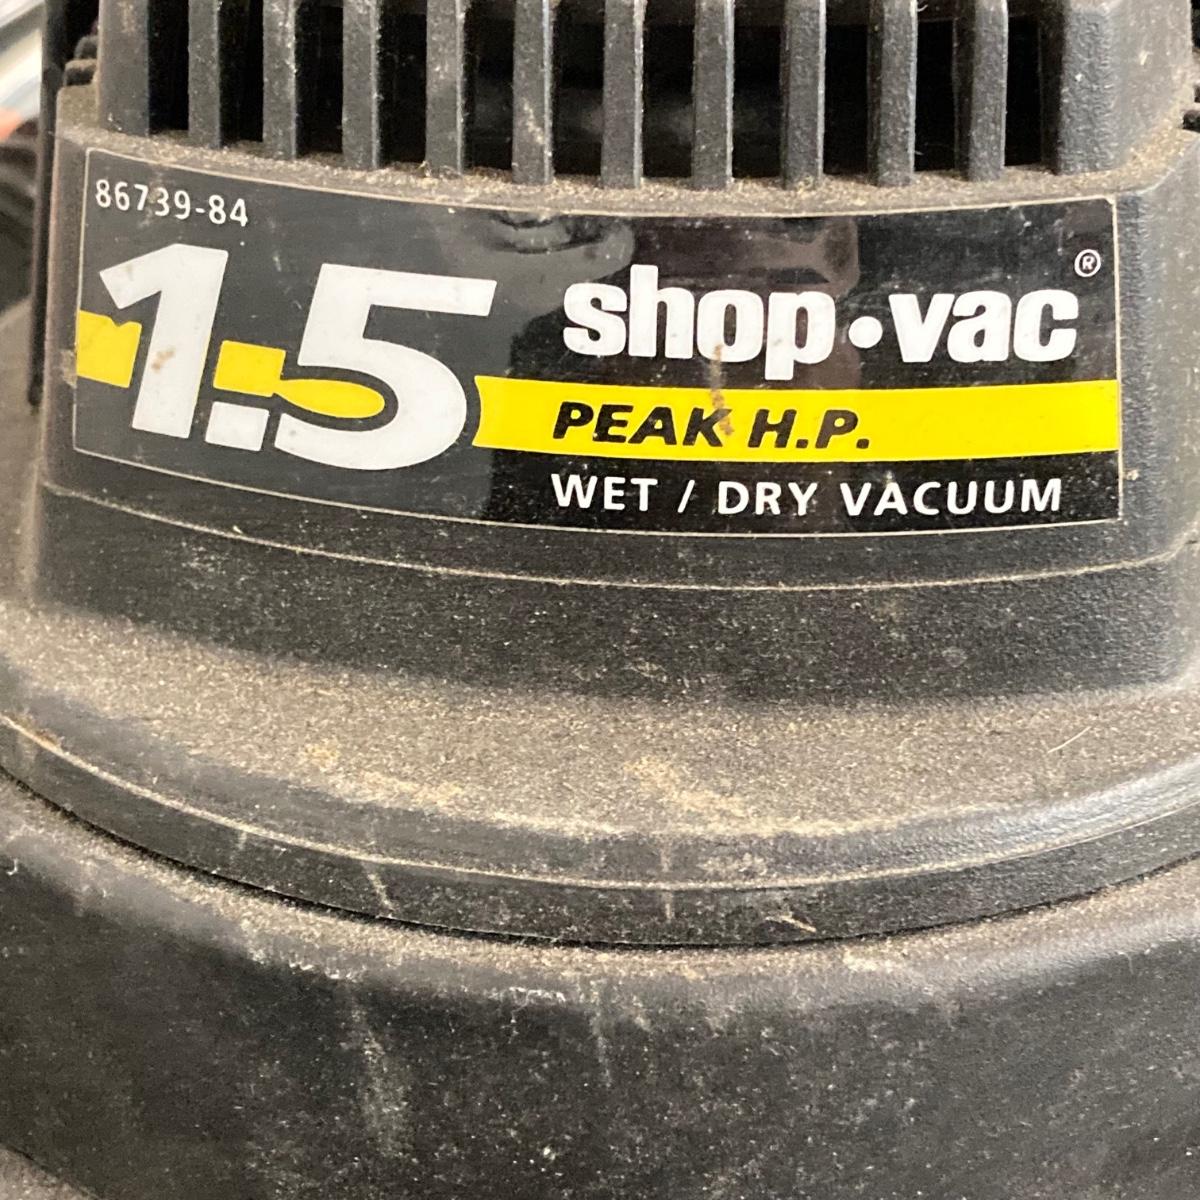 86739-84
1.5
shop·vac®
PEAK H.P.
WET / DRY VACUUM